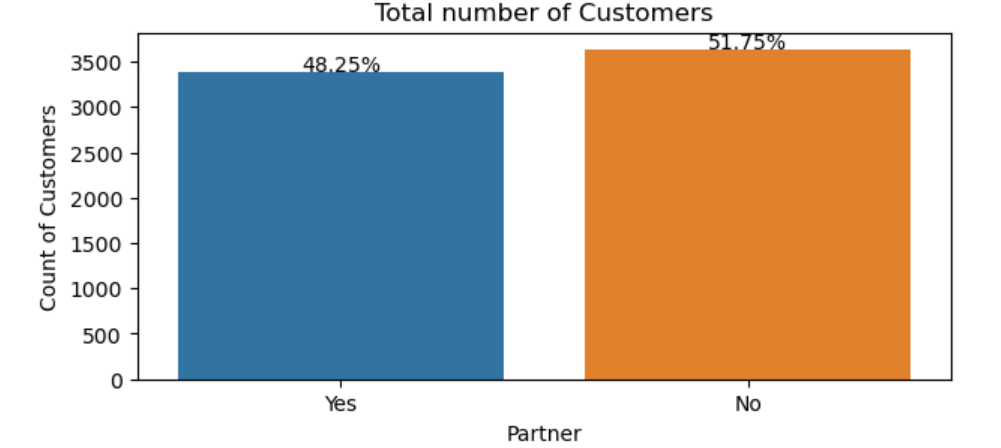 Total number of Customers
51.75%
48.25%
3500
3000
2500
2000
1500
1000
500
0
Count of Customers
Yes
No
Partner